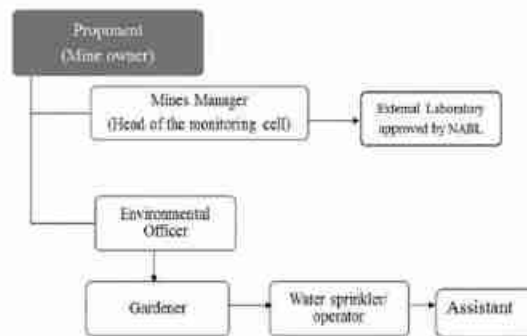 Proponent
(Mine owner)
Mines Manager
(Head of the monitoring cell)
External Laboratory
approved by NABL
Environmental
Officer
Gardener
Water sprinkler/
operator
Assistant